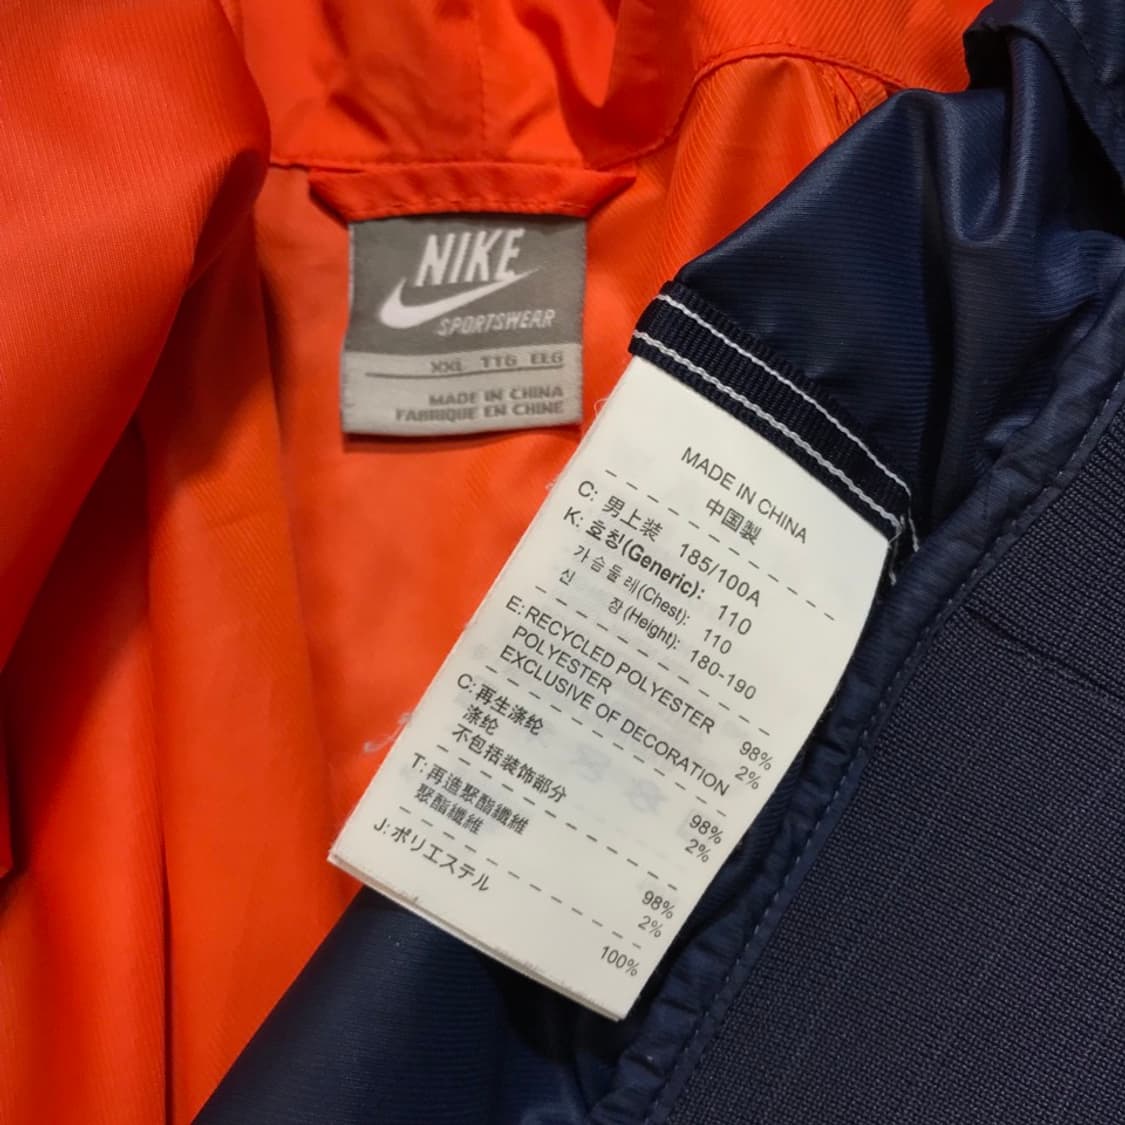 NIKE
SPORTSWEAR
XXL TTG EEG
MADE IN CHINA
FABRIQUE EN CHINE
MADE IN CHINA
中国製
C: 男上装 185/100A
K: 호칭(Generic): 110
가슴둘레(Chest): 110
신 장(Height): 180-190
E: RECYCLED POLYESTER 98%
POLYESTER 2%
EXCLUSIVE OF DECORATION
C: 再生涤纶 98%
涤纶 2%
不包括装饰部分
T: 再造聚酯纖維 98%
聚酯纖維 2%
J: ポリエステル 100%